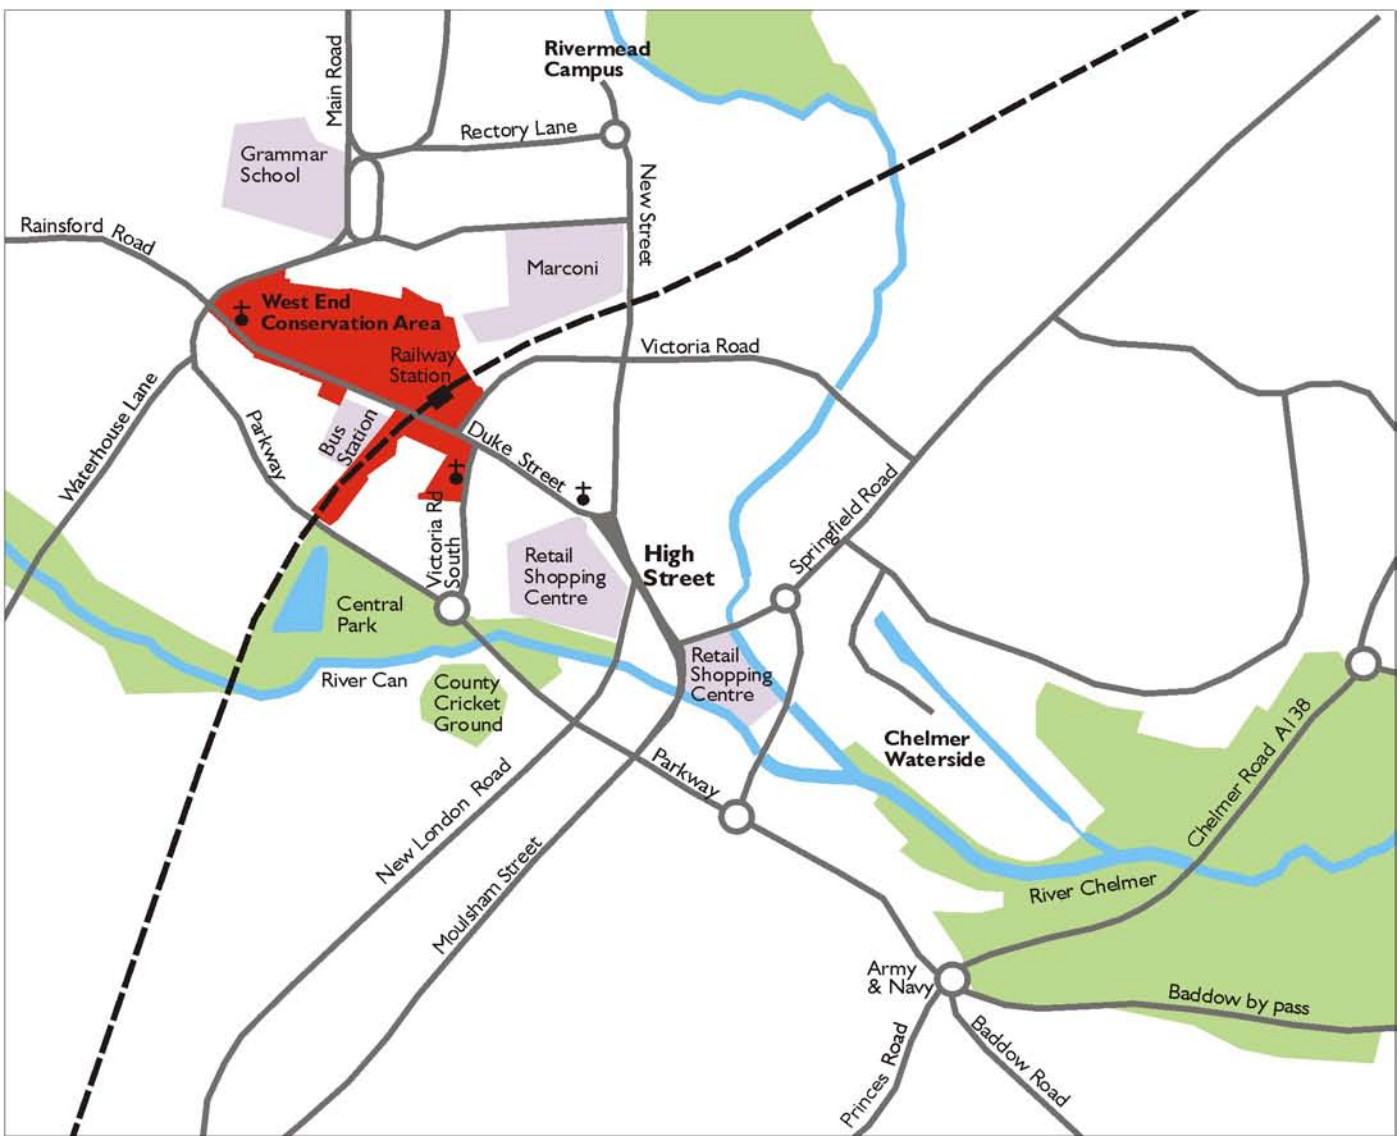 Rivermead
Campus
Main Road
Rectory Lane
Grammar
School
New Street
Rainsford Road
Marconi
West End
Conservation Area
Railway
Station
Victoria Road
Waterhouse Lane
Parkway
Bus
Station
Duke Street
Victoria Rd
South
Springfield Road
High
Street
Retail
Shopping
Centre
Central
Park
River Can
County
Cricket
Ground
Retail
Shopping
Centre
Chelmer
Waterside
Chelmer Road A138
Parkway
New London Road
Moulsham Street
River Chelmer
Army
& Navy
Baddow by pass
Princes Road
Baddow Road